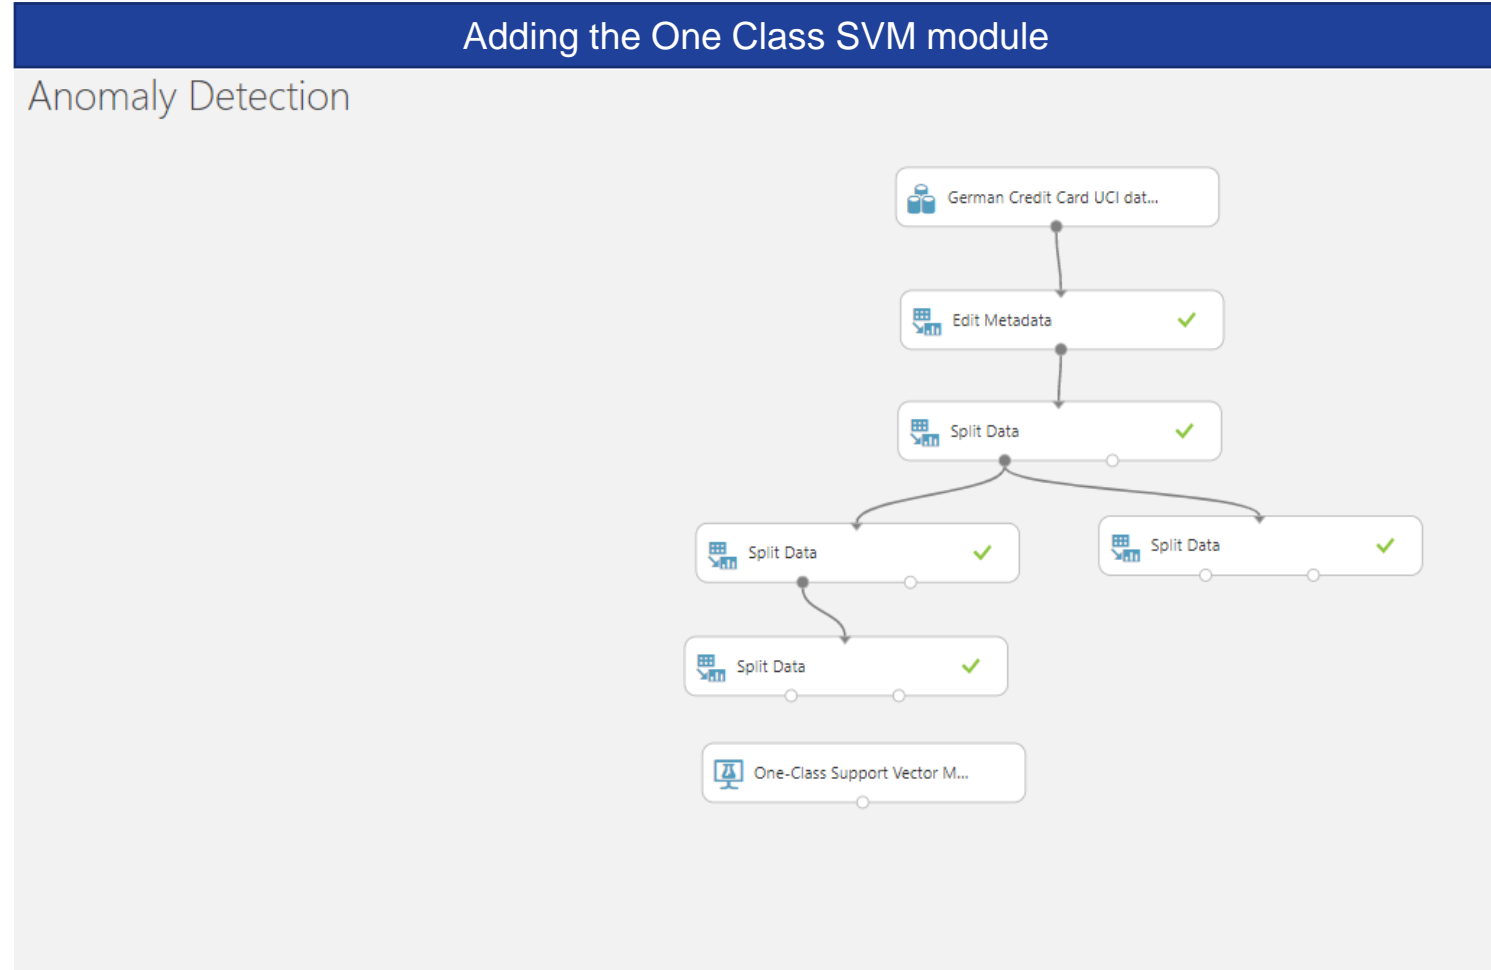 Adding the One Class SVM module
Anomaly Detection
German Credit Card UCI dat...
Edit Metadata
Split Data
Split Data
Split Data
Split Data
One-Class Support Vector M...